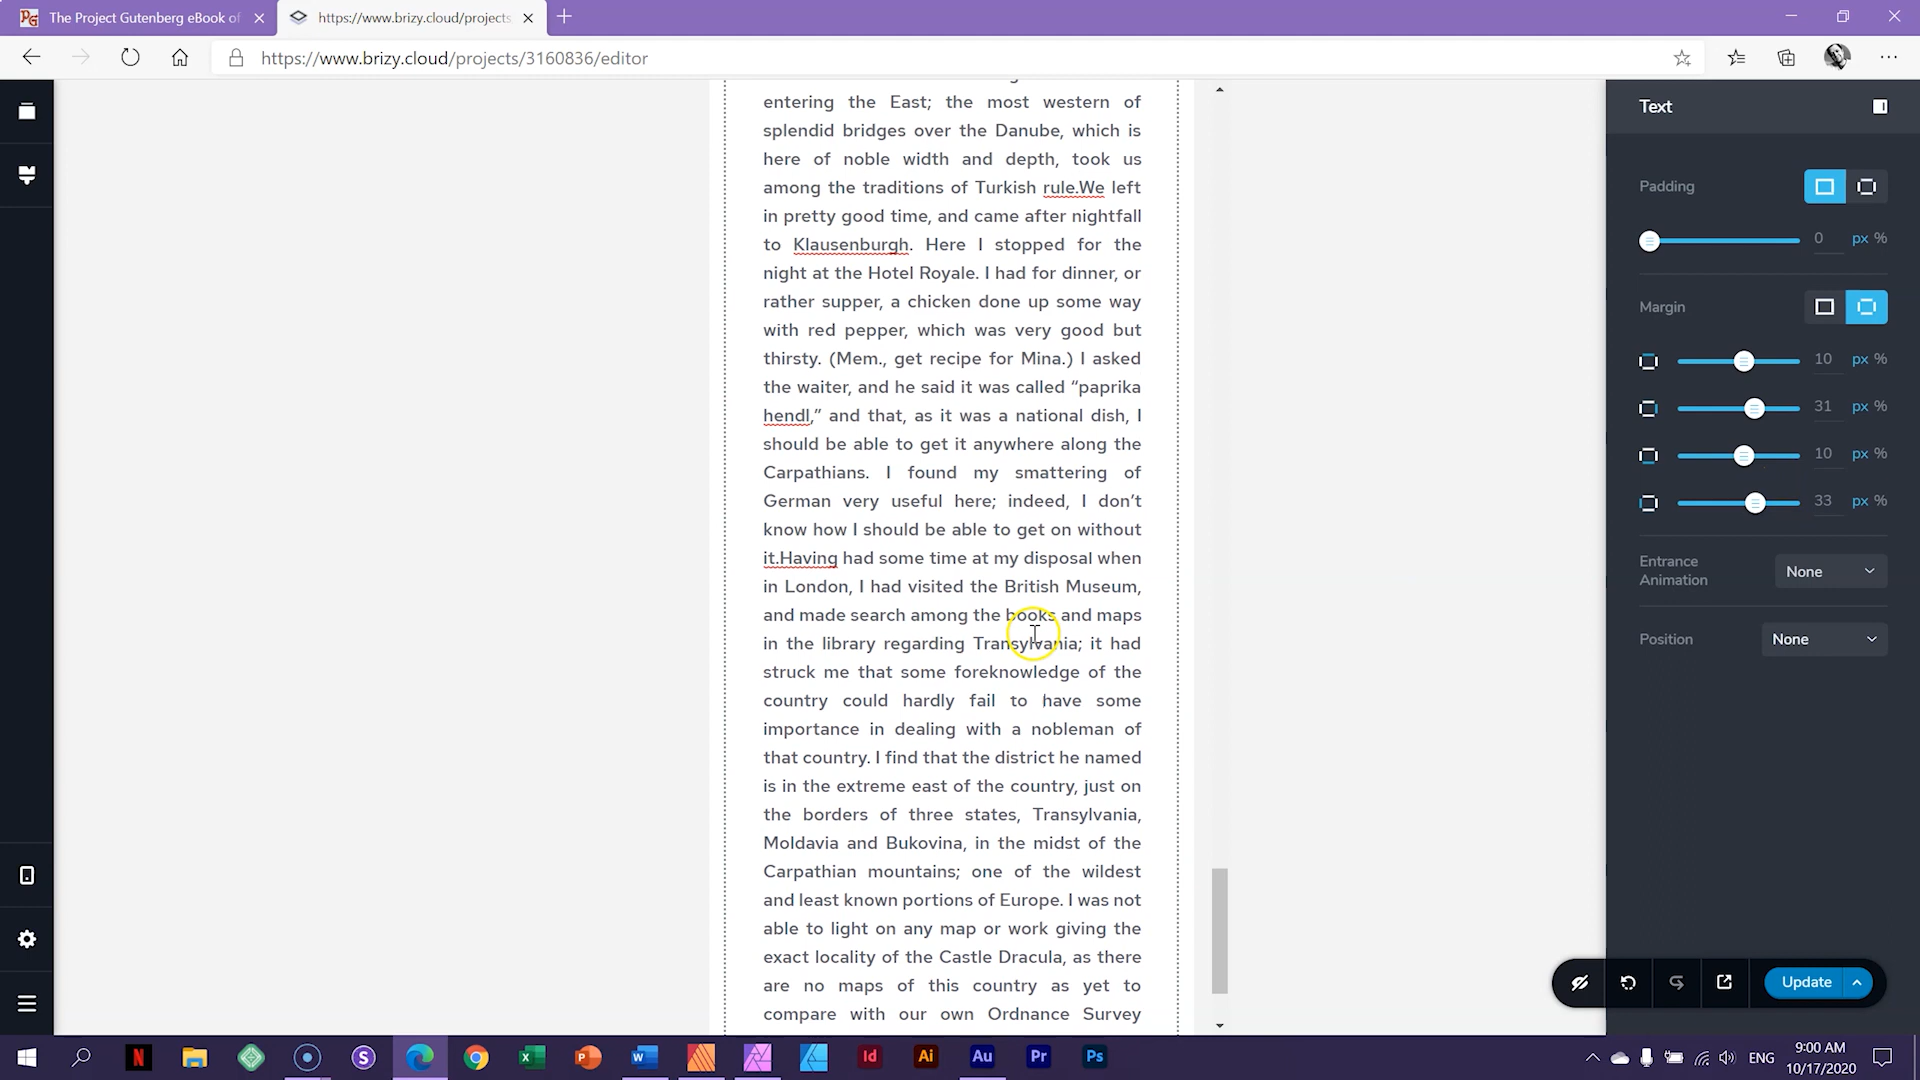 The Project Gutenberg eBook of
https://www.brizy.cloud/projects
https://www.brizy.cloud/projects/3160836/editor
entering the East; the most western of
splendid bridges over the Danube, which is
here of noble width and depth, took us
among the traditions of Turkish rule.We left
in pretty good time, and came after nightfall
to Klausenburgh. Here I stopped for the
night at the Hotel Royale. I had for dinner, or
rather supper, a chicken done up some way
with red pepper, which was very good but
thirsty. (Mem., get recipe for Mina.) I asked
the waiter, and he said it was called “paprika
hendl,” and that, as it was a national dish, I
should be able to get it anywhere along the
Carpathians. I found my smattering of
German very useful here; indeed, I don’t
know how I should be able to get on without
it.Having had some time at my disposal when
in London, I had visited the British Museum,
and made search among the books and maps
in the library regarding Transylvania; it had
struck me that some foreknowledge of the
country could hardly fail to have some
importance in dealing with a nobleman of
that country. I find that the district he named
is in the extreme east of the country, just on
the borders of three states, Transylvania,
Moldavia and Bukovina, in the midst of the
Carpathian mountains; one of the wildest
and least known portions of Europe. I was not
able to light on any map or work giving the
exact locality of the Castle Dracula, as there
are no maps of this country as yet to
compare with our own Ordnance Survey
Text
Padding
0 px %
Margin
10 px %
31 px %
10 px %
33 px %
Entrance
Animation
None
Position
None
Update
N
S
X
P
W
Id
Ai
Au
Pr
Ps
ENG
9:00 AM
10/17/2020